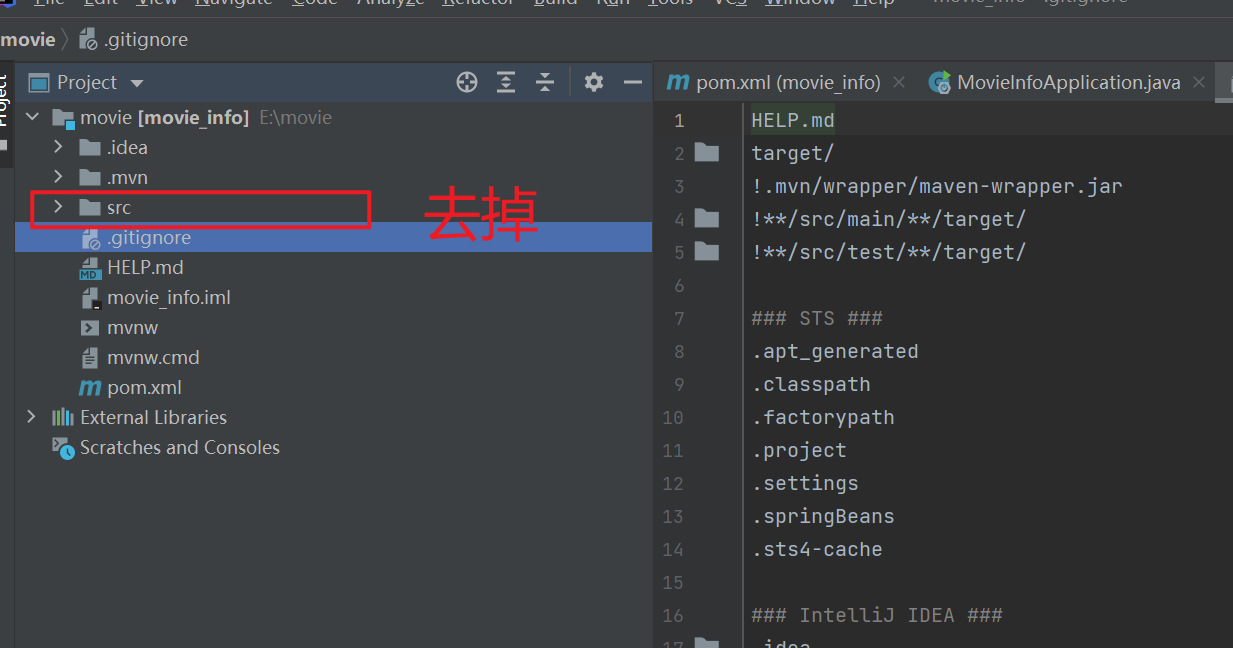 File Edit View Navigate Code Analyze Refactor Build Run Tools VCS Window Help movie_info - .gitignore
movie .gitignore
Project
Project
movie [movie_info] E:\movie
.idea
.mvn
src
去掉
.gitignore
HELP.md
movie_info.iml
mvnw
mvnw.cmd
pom.xml
External Libraries
Scratches and Consoles
pom.xml (movie_info)
MovieInfoApplication.java
1 HELP.md
2 target/
3 !.mvn/wrapper/maven-wrapper.jar
4 !**/src/main/**/target/
5 !**/src/test/**/target/
6
7 ### STS ###
8 .apt_generated
9 .classpath
10 .factorypath
11 .project
12 .settings
13 .springBeans
14 .sts4-cache
15
16 ### IntelliJ IDEA ###
17 .idea